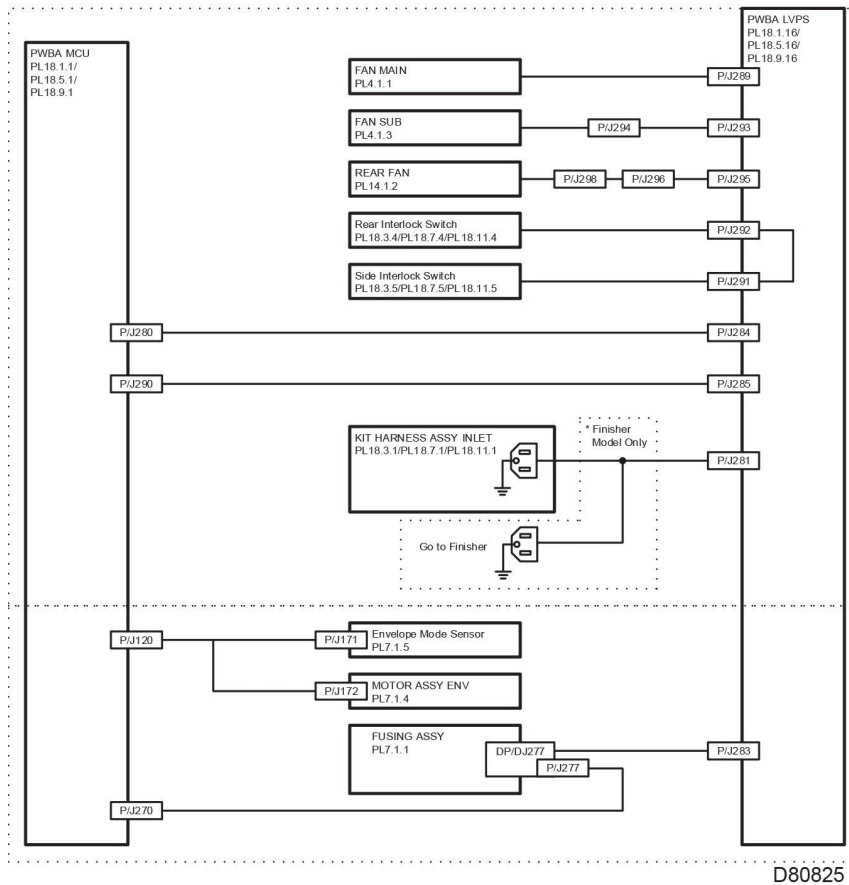 PWBA LVPS
PL18.1.16/
PL18.5.16/
PL18.9.16
PWBA MCU
PL18.1.1/
PL18.5.1/
PL18.9.1
FAN MAIN
PL4.1.1
P/J289
FAN SUB
PL4.1.3
P/J294
P/J293
REAR FAN
PL14.1.2
P/J298
P/J296
P/J295
Rear Interlock Switch
PL18.3.4/PL18.7.4/PL18.11.4
P/J292
Side Interlock Switch
PL18.3.5/PL18.7.5/PL18.11.5
P/J291
P/J280
P/J284
P/J290
P/J285
KIT HARNESS ASSY INLET
PL18.3.1/PL18.7.1/PL18.11.1
* Finisher
Model Only
P/J281
Go to Finisher
P/J120
P/J171
Envelope Mode Sensor
PL7.1.5
P/J172
MOTOR ASSY ENV
PL7.1.4
FUSING ASSY
PL7.1.1
DP/DJ277
P/J283
P/J277
P/J270
D80825